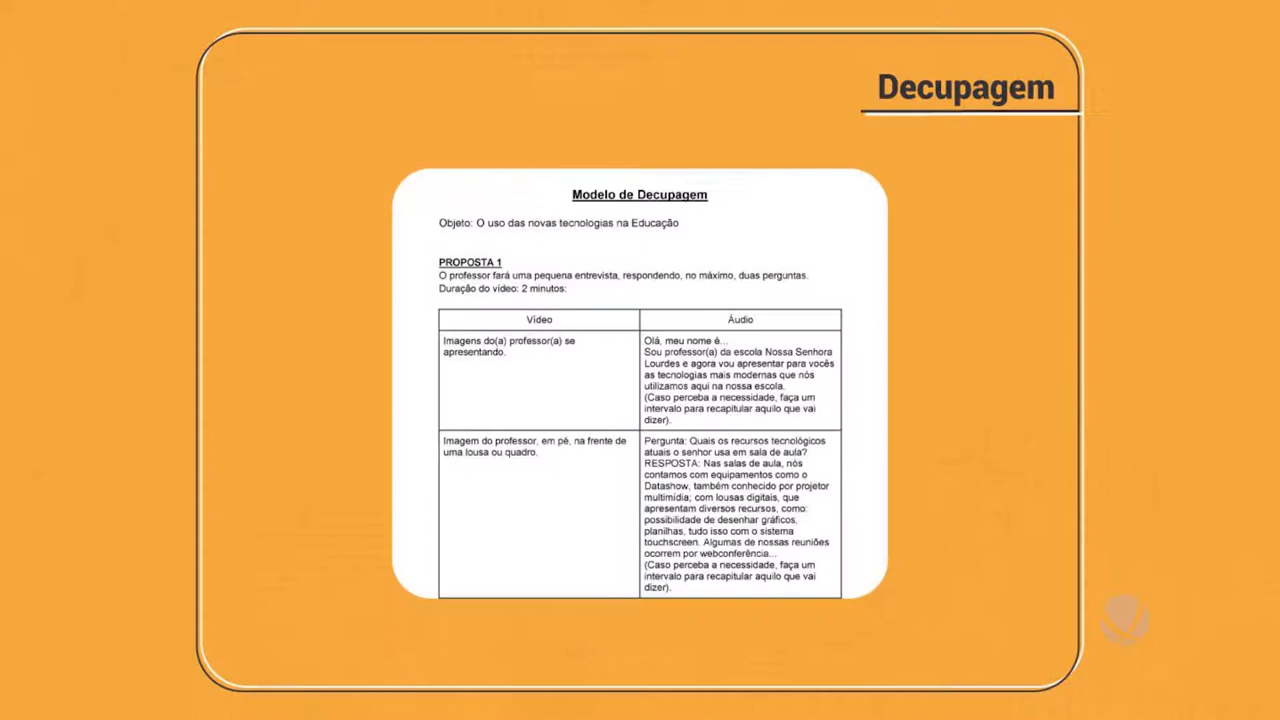 Decupagem
Modelo de Decupagem
Objeto: O uso das novas tecnologias na Educação
PROPOSTA 1
O professor fará uma pequena entrevista, respondendo, no máximo, duas perguntas.
Duração do vídeo: 2 minutos:
Vídeo
Áudio
Imagens do(a) professor(a) se
apresentando.
Olá, meu nome é...
Sou professor(a) da escola Nossa Senhora
Lourdes e agora vou apresentar para vocês
as tecnologias mais modernas que nós
utilizamos aqui na nossa escola.
(Caso perceba a necessidade, faça um
intervalo para recapitular aquilo que vai
dizer).
Imagem do professor, em pé, na frente de
uma lousa ou quadro.
Pergunta: Quais os recursos tecnológicos
atuais o senhor usa em sala de aula?
RESPOSTA: Nas salas de aula, nós
contamos com equipamentos como o
Datashow, também conhecido por projetor
multimídia; com lousas digitais, que
apresentam diversos recursos, como:
possibilidade de desenhar gráficos,
planilhas, tudo isso com o sistema
touchscreen. Algumas de nossas reuniões
ocorrem por webconferência...
(Caso perceba a necessidade, faça um
intervalo para recapitular aquilo que vai
dizer).